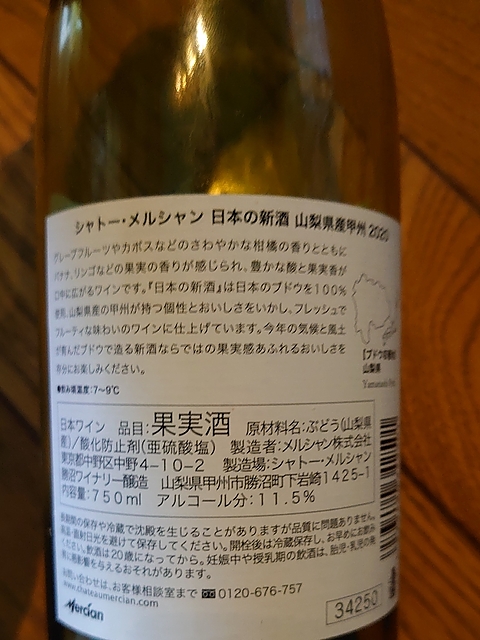 シャトー・メルシャン 日本の新酒 山梨県産甲州 2020
グレープフルーツやカボスなどのさわやかな柑橘の香りとともに
バナナ、リンゴなどの果実の香りが感じられ、豊かな酸と果実香が
口中に広がるワインです。『日本の新酒』は日本のブドウを100%
使用、山梨県産の甲州が持つ個性とおいしさをいかし、フレッシュで
フルーティな味わいのワインに仕上げています。今年の気候と風土
が育んだブドウで造る新酒ならではの果実感あふれるおいしさを
存分にお楽しみください。
●飲み頃温度:7〜9℃
【ブドウ収穫地】
山梨県
Yamanashi
日本ワイン 品目:果実酒 原材料名:ぶどう(山梨県
産)/酸化防止剤(亜硫酸塩) 製造者:メルシャン株式会社
東京都中野区中野4-10-2 製造場:シャトー・メルシャン
勝沼ワイナリー醸造 山梨県甲州市勝沼町下岩崎1425-1
内容量:750ml アルコール分:11.5%
長期間の保存や冷蔵で沈殿を生じることがありますが品質に問題ありません。
高温・直射日光を避けて保存してください。開栓後は冷蔵保存し、お早めにお飲み
ください。飲酒は20歳になってから。妊娠中や授乳期の飲酒は、胎児・乳児の発
育に悪影響を与えるおそれがあります。
お問い合わせは、お客様相談室まで 0120-676-757
www.chateaumercian.com
Mercian
34250